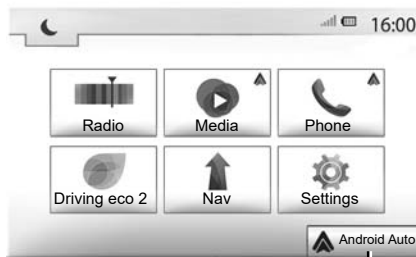 16:00
Radio Media Phone
Driving eco 2 Nav Settings
Android Auto